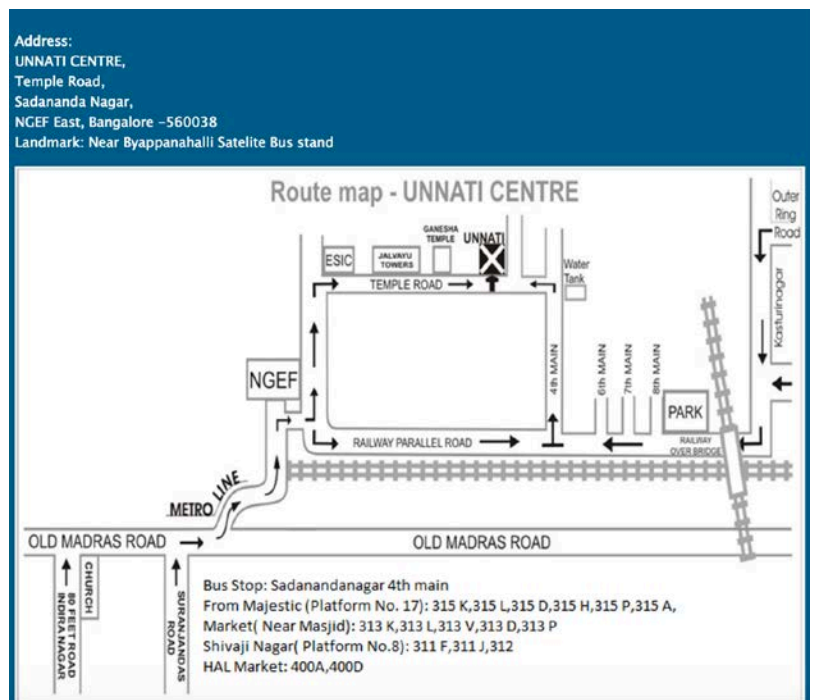 Address:
UNNATI CENTRE,
Temple Road,
Sadananda Nagar,
NGEF East, Bangalore -560038
Landmark: Near Byappanahalli Satelite Bus stand
Route map - UNNATI CENTRE
Outer
Ring
Road
GANESHA
TEMPLE
UNNATI
ESIC
JALVAYU
TOWERS
Water
Tank
TEMPLE ROAD
Kasturinagar
4th MAIN
6th MAIN
7th MAIN
8th MAIN
NGEF
PARK
RAILWAY PARALLEL ROAD
RAILWAY
OVER BRIDGE
METRO LINE
OLD MADRAS ROAD
OLD MADRAS ROAD
CHURCH
80 FEET ROAD
INDIRA NAGAR
SURANJANDAS
ROAD
Bus Stop: Sadanandanagar 4th main
From Majestic (Platform No. 17): 315 K,315 L,315 D,315 H,315 P,315 A,
Market( Near Masjid): 313 K,313 L,313 V,313 D,313 P
Shivaji Nagar( Platform No.8): 311 F,311 J,312
HAL Market: 400A,400D